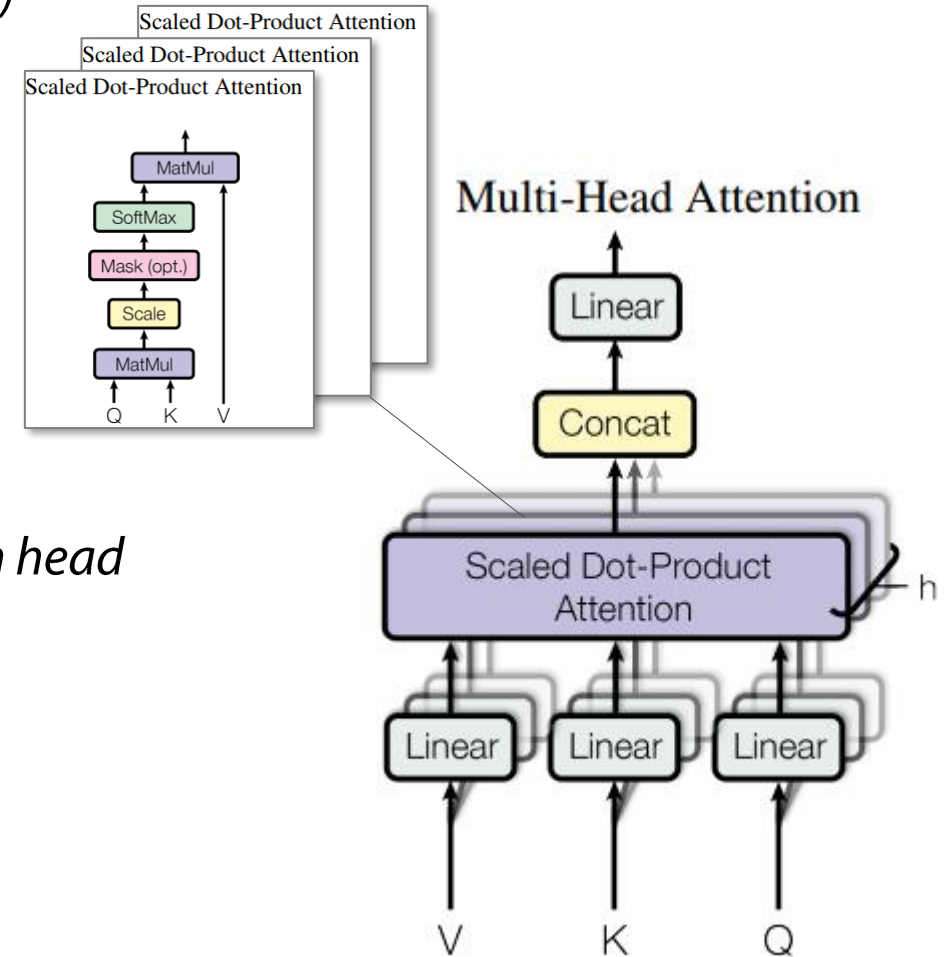 )
Scaled Dot-Product Attention
Scaled Dot-Product Attention
Scaled Dot-Product Attention
MatMul
SoftMax
Mask (opt.)
Scale
MatMul
Q K V
Multi-Head Attention
Linear
Concat
head
Scaled Dot-Product
Attention
h
Linear Linear Linear
V K Q